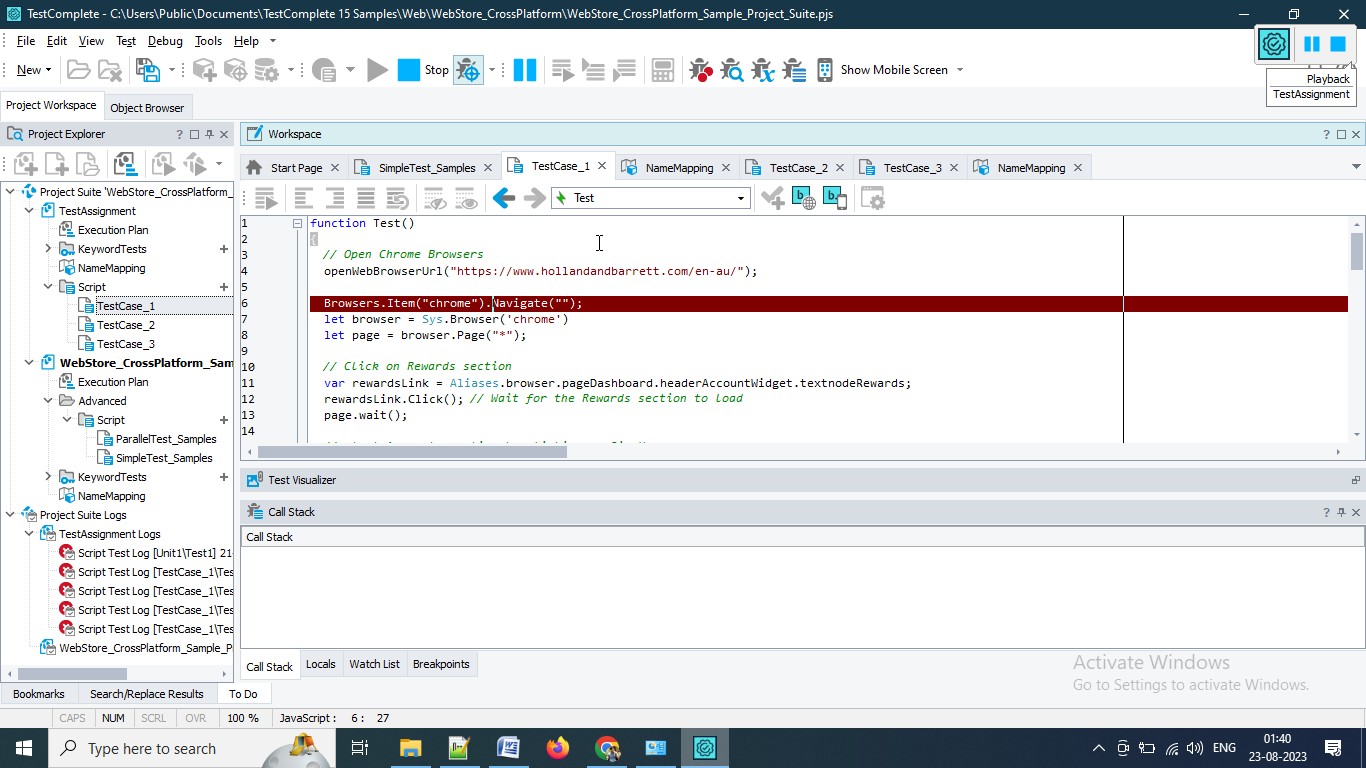 TestComplete - C:\Users\Public\Documents\TestComplete 15 Samples\Web\WebStore_CrossPlatform\WebStore_CrossPlatform_Sample_Project_Suite.pjs
File Edit View Test Debug Tools Help
New Stop Show Mobile Screen
Playback
TestAssignment
Project Workspace Object Browser
Project Explorer
Workspace
Start Page SimpleTest_Samples TestCase_1 NameMapping TestCase_2 TestCase_3 NameMapping
Test
Project Suite 'WebStore_CrossPlatform_
TestAssignment
Execution Plan
KeywordTests
NameMapping
Script
TestCase_1
TestCase_2
TestCase_3
WebStore_CrossPlatform_Sam
Execution Plan
Advanced
Script
ParallelTest_Samples
SimpleTest_Samples
KeywordTests
NameMapping
Project Suite Logs
TestAssignment Logs
Script Test Log [Unit1\Test1] 21-
Script Test Log [TestCase_1\Tes
Script Test Log [TestCase_1\Tes
Script Test Log [TestCase_1\Tes
Script Test Log [TestCase_1\Tes
WebStore_CrossPlatform_Sample_P
1 function Test()
2 {
3 // Open Chrome Browsers
4 openWebBrowserUrl("https://www.hollandandbarrett.com/en-au/");
5
6 Browsers.Item("chrome").Navigate("");
7 let browser = Sys.Browser('chrome')
8 let page = browser.Page("*");
9
10 // Click on Rewards section
11 var rewardsLink = Aliases.browser.pageDashboard.headerAccountWidget.textnodeRewards;
12 rewardsLink.Click(); // Wait for the Rewards section to load
13 page.wait();
14
Test Visualizer
Call Stack
Call Stack
Call Stack Locals Watch List Breakpoints
Activate Windows
Go to Settings to activate Windows.
Bookmarks Search/Replace Results To Do
CAPS NUM SCRL OVR 100 % JavaScript : 6 : 27
Type here to search
ENG
01:40
23-08-2023